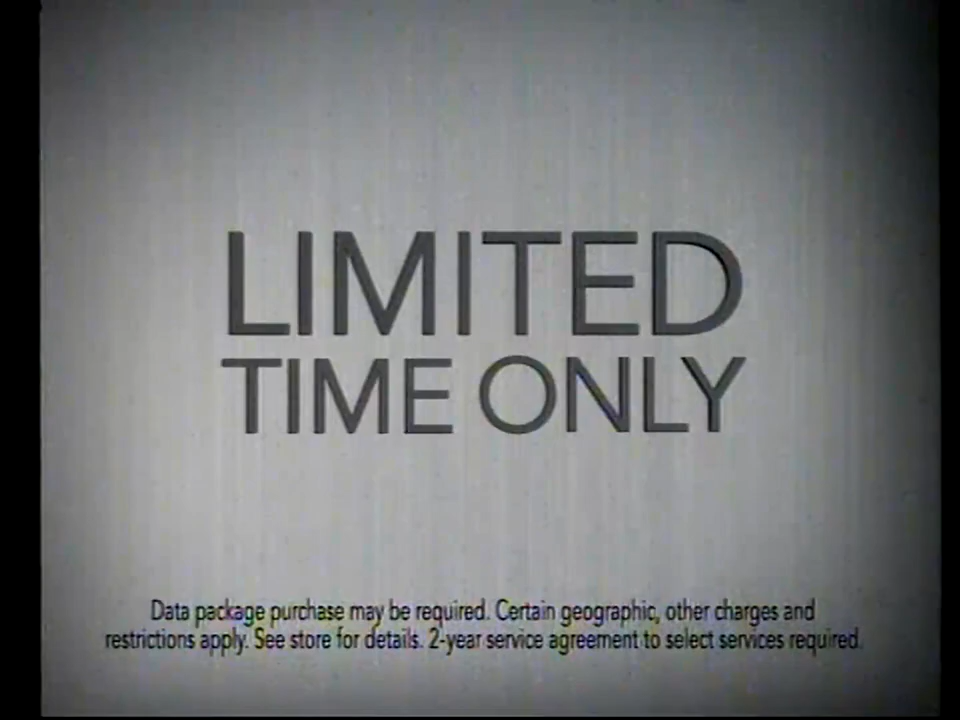 LIMITED
TIME ONLY
Data package purchase may be required. Certain geographic, other charges and
restrictions apply. See store for details. 2-year service agreement to select services required.